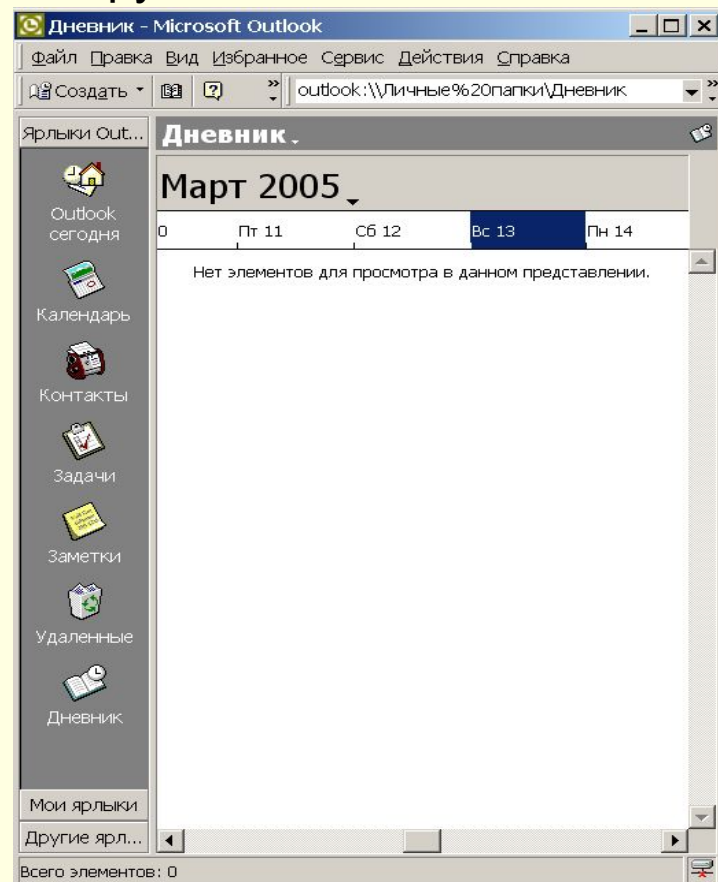 Дневник - Microsoft Outlook
Файл Правка Вид Избранное Сервис Действия Справка
Создать outlook:\\Личные%20папки\Дневник
Ярлыки Out...
Дневник
Март 2005
0 Пт 11 Сб 12 Вс 13 Пн 14
Нет элементов для просмотра в данном представлении.
Outlook
сегодня
Календарь
Контакты
Задачи
Заметки
Удаленные
Дневник
Мои ярлыки
Другие ярл...
Всего элементов: 0